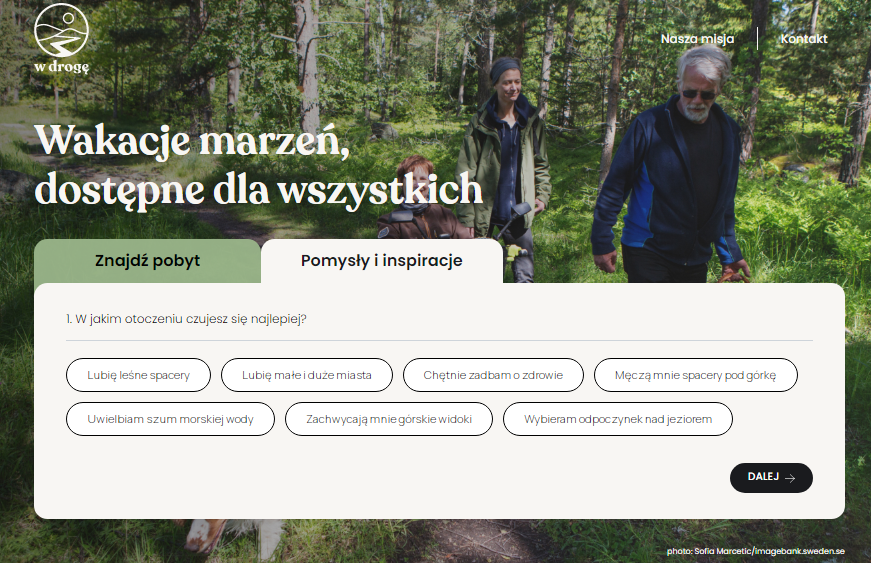 w drogę
Nasza misja
Kontakt
Wakacje marzeń,
dostępne dla wszystkich
Znajdź pobyt
Pomysły i inspiracje
1. W jakim otoczeniu czujesz się najlepiej?
Lubię leśne spacery
Lubię małe i duże miasta
Chętnie zadbam o zdrowie
Męczą mnie spacery pod górkę
Uwielbiam szum morskiej wody
Zachwycają mnie górskie widoki
Wybieram odpoczynek nad jeziorem
DALEJ →
photo: Sofia Marcetic/imagebank.sweden.se